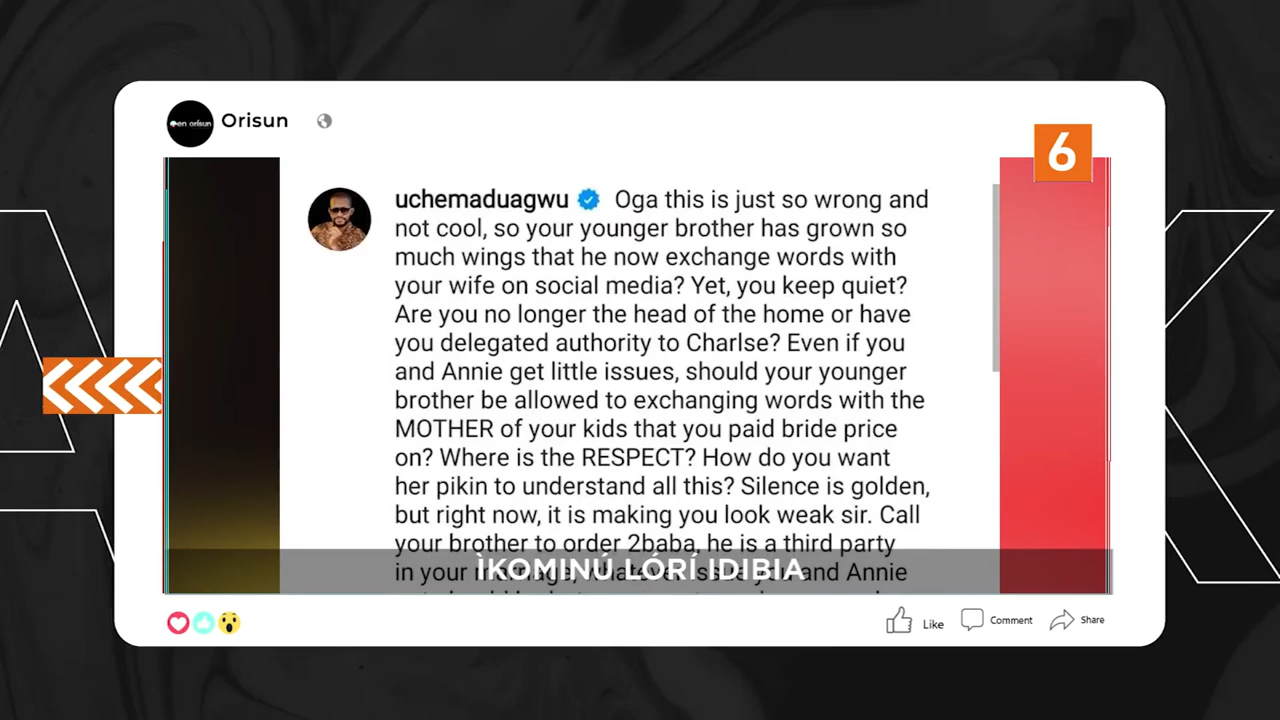 en orisun
Orisun
6
uchemaduagwu Oga this is just so wrong and
not cool, so your younger brother has grown so
much wings that he now exchange words with
your wife on social media? Yet, you keep quiet?
Are you no longer the head of the home or have
you delegated authority to Charlse? Even if you
and Annie get little issues, should your younger
brother be allowed to exchanging words with the
MOTHER of your kids that you paid bride price
on? Where is the RESPECT? How do you want
her pikin to understand all this? Silence is golden,
but right now, it is making you look weak sir. Call
your brother to order 2baba, he is a third party
in your and Annie
ÌKOMINÚ LÓRÍ IDIBIA
Like
Comment
Share